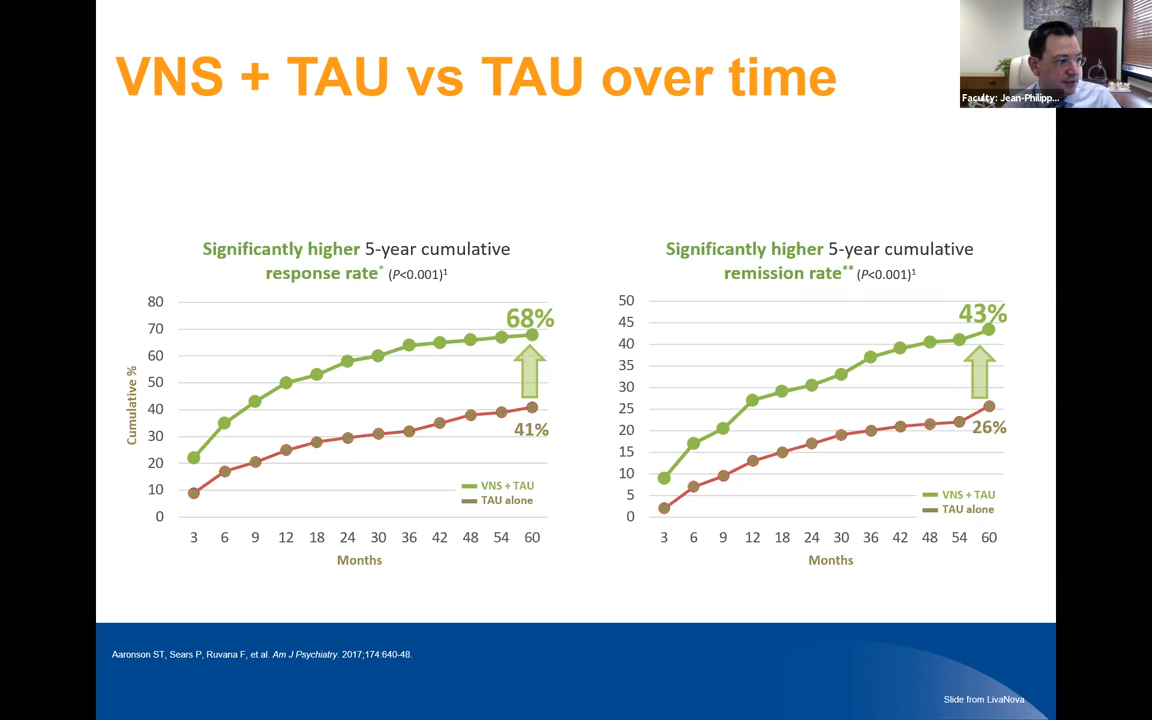 VNS + TAU vs TAU over time
Faculty: Jean-Philipp...
Significantly higher 5-year cumulative
response rate* (P<0.001)¹
80
70
60
50
40
30
20
10
0
Cumulative %
68%
41%
VNS + TAU
TAU alone
3 6 9 12 18 24 30 36 42 48 54 60
Months
Significantly higher 5-year cumulative
remission rate** (P<0.001)¹
50
45
40
35
30
25
20
15
10
5
0
43%
26%
VNS + TAU
TAU alone
3 6 9 12 18 24 30 36 42 48 54 60
Months
Aaronson ST, Sears P, Ruvana F, et al. Am J Psychiatry. 2017;174:640-48.
Slide from LivaNova